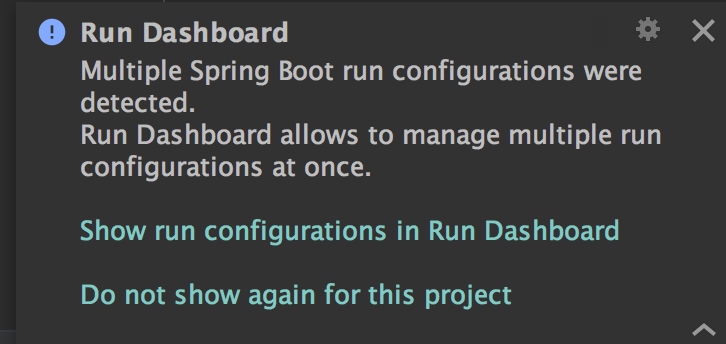 Run Dashboard
Multiple Spring Boot run configurations were
detected.
Run Dashboard allows to manage multiple run
configurations at once.
Show run configurations in Run Dashboard
Do not show again for this project